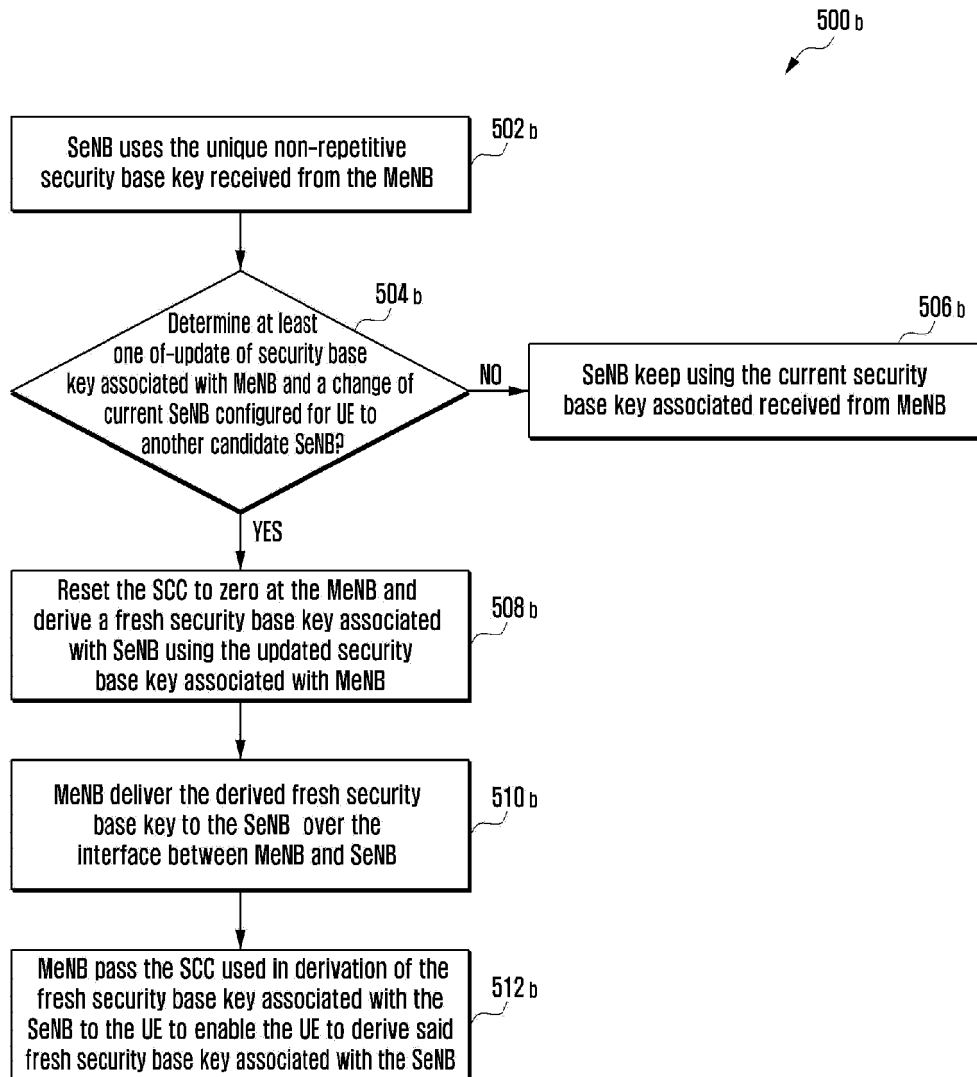 500 b
SeNB uses the unique non-repetitive
security base key received from the MeNB
502 b
Determine at least
one of-update of security base
key associated with MeNB and a change of
current SeNB configured for UE to
another candidate SeNB?
504 b
NO
SeNB keep using the current security
base key associated received from MeNB
506 b
YES
Reset the SCC to zero at the MeNB and
derive a fresh security base key associated
with SeNB using the updated security
base key associated with MeNB
508 b
MeNB deliver the derived fresh security
base key to the SeNB over the
interface between MeNB and SeNB
510 b
MeNB pass the SCC used in derivation of the
fresh security base key associated with the
SeNB to the UE to enable the UE to derive said
fresh security base key associated with the SeNB
512 b